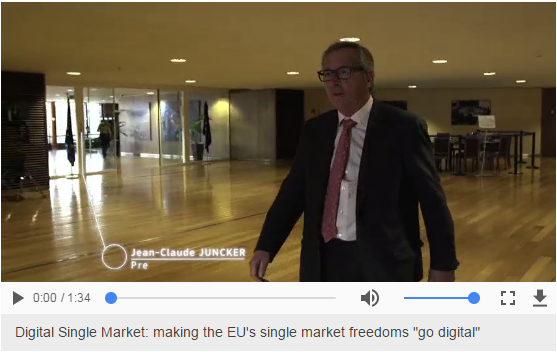 Jean-Claude JUNCKER
Pre
0:00 / 1:34
Digital Single Market: making the EU's single market freedoms "go digital"